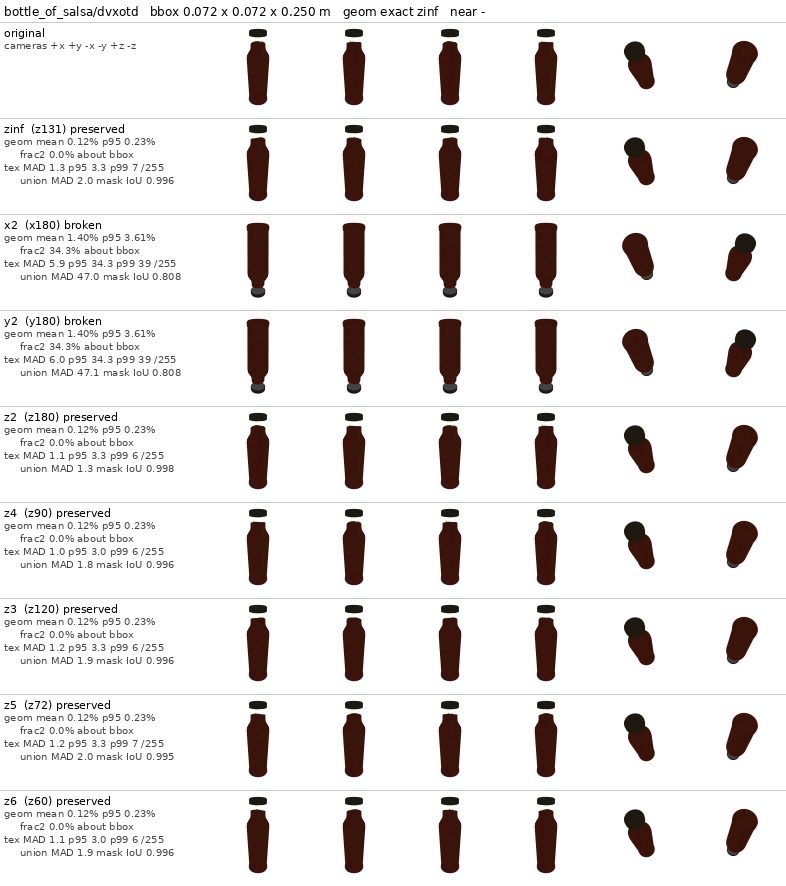 bottle_of_salsa/dvxotd bbox 0.072 x 0.072 x 0.250 m geom exact zinf near -
original
cameras +x +y -x -y +z -z
zinf (z131) preserved
geom mean 0.12% p95 0.23%
frac2 0.0% about bbox
tex MAD 1.3 p95 3.3 p99 7 /255
union MAD 2.0 mask IoU 0.996
x2 (x180) broken
geom mean 1.40% p95 3.61%
frac2 34.3% about bbox
tex MAD 5.9 p95 34.3 p99 39 /255
union MAD 47.0 mask IoU 0.808
y2 (y180) broken
geom mean 1.40% p95 3.61%
frac2 34.3% about bbox
tex MAD 6.0 p95 34.3 p99 39 /255
union MAD 47.1 mask IoU 0.808
z2 (z180) preserved
geom mean 0.12% p95 0.23%
frac2 0.0% about bbox
tex MAD 1.1 p95 3.3 p99 6 /255
union MAD 1.3 mask IoU 0.998
z4 (z90) preserved
geom mean 0.12% p95 0.23%
frac2 0.0% about bbox
tex MAD 1.0 p95 3.0 p99 6 /255
union MAD 1.8 mask IoU 0.996
z3 (z120) preserved
geom mean 0.12% p95 0.23%
frac2 0.0% about bbox
tex MAD 1.2 p95 3.3 p99 6 /255
union MAD 1.9 mask IoU 0.996
z5 (z72) preserved
geom mean 0.12% p95 0.23%
frac2 0.0% about bbox
tex MAD 1.2 p95 3.3 p99 7 /255
union MAD 2.0 mask IoU 0.995
z6 (z60) preserved
geom mean 0.12% p95 0.23%
frac2 0.0% about bbox
tex MAD 1.1 p95 3.0 p99 6 /255
union MAD 1.9 mask IoU 0.996